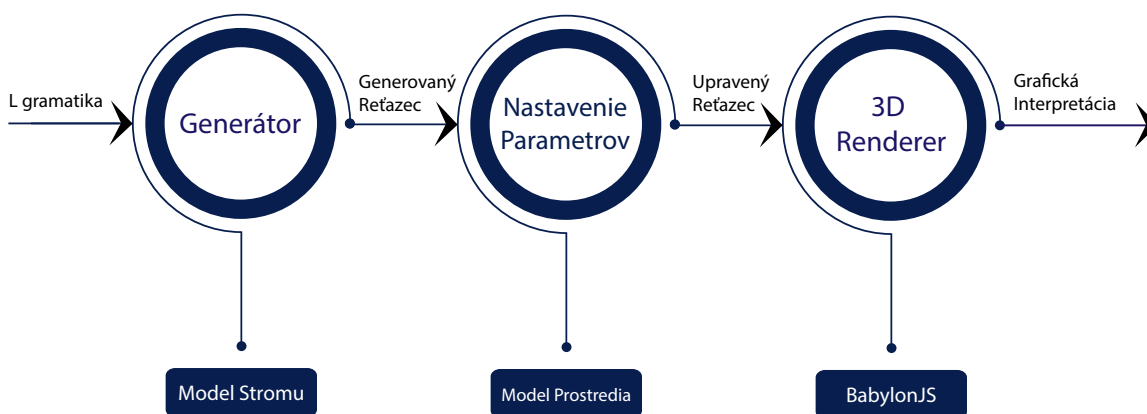 L gramatika
Generátor
Generovaný
Reťazec
Nastavenie
Parametrov
Upravený
Reťazec
3D
Renderer
Grafická
Interpretácia
Model Stromu
Model Prostredia
BabylonJS